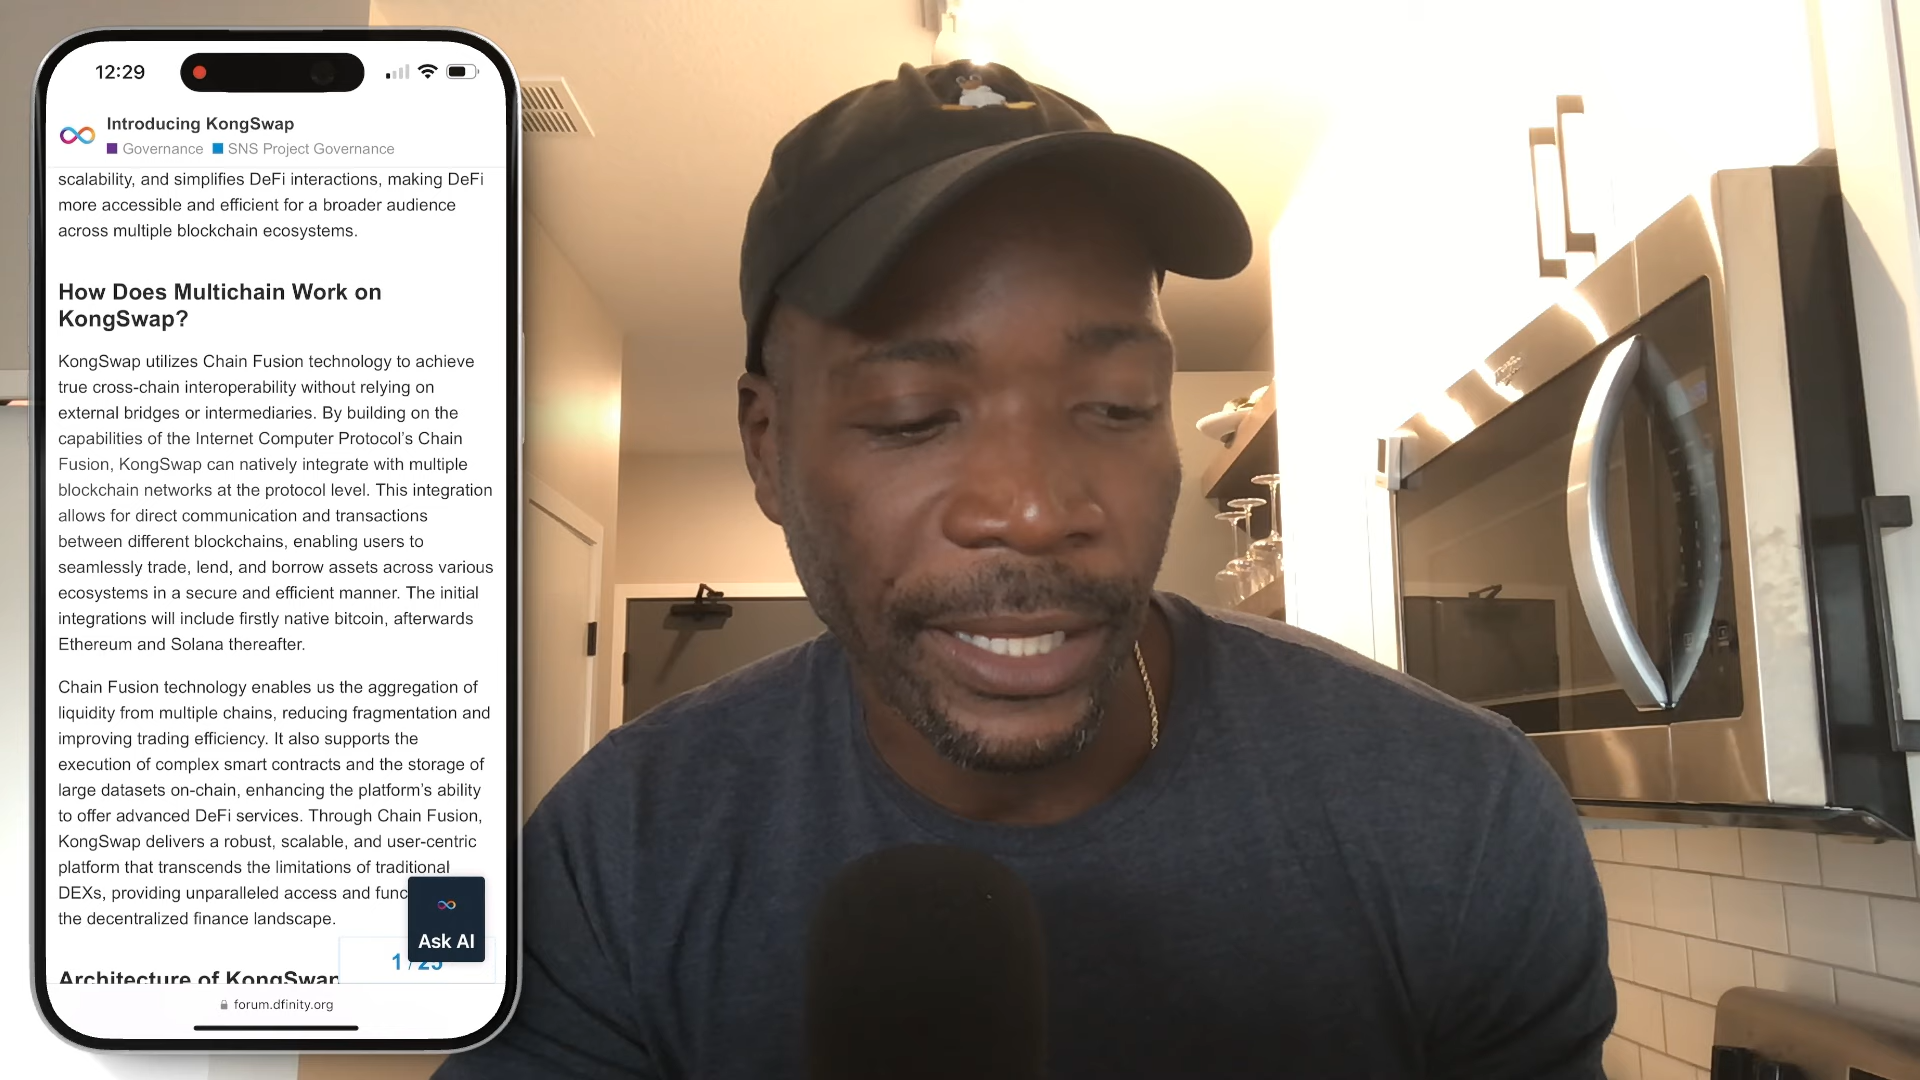 12:29
Introducing KongSwap
Governance SNS Project Governance
scalability, and simplifies DeFi interactions, making DeFi
more accessible and efficient for a broader audience
across multiple blockchain ecosystems.
How Does Multichain Work on
KongSwap?
KongSwap utilizes Chain Fusion technology to achieve
true cross-chain interoperability without relying on
external bridges or intermediaries. By building on the
capabilities of the Internet Computer Protocol's Chain
Fusion, KongSwap can natively integrate with multiple
blockchain networks at the protocol level. This integration
allows for direct communication and transactions
between different blockchains, enabling users to
seamlessly trade, lend, and borrow assets across various
ecosystems in a secure and efficient manner. The initial
integrations will include firstly native bitcoin, afterwards
Ethereum and Solana thereafter.
Chain Fusion technology enables us the aggregation of
liquidity from multiple chains, reducing fragmentation and
improving trading efficiency. It also supports the
execution of complex smart contracts and the storage of
large datasets on-chain, enhancing the platform's ability
to offer advanced DeFi services. Through Chain Fusion,
KongSwap delivers a robust, scalable, and user-centric
platform that transcends the limitations of traditional
DEXs, providing unparalleled access and func
the decentralized finance landscape.
Ask AI
1 / 25
Architecture of KongSwap
forum.dfinity.org